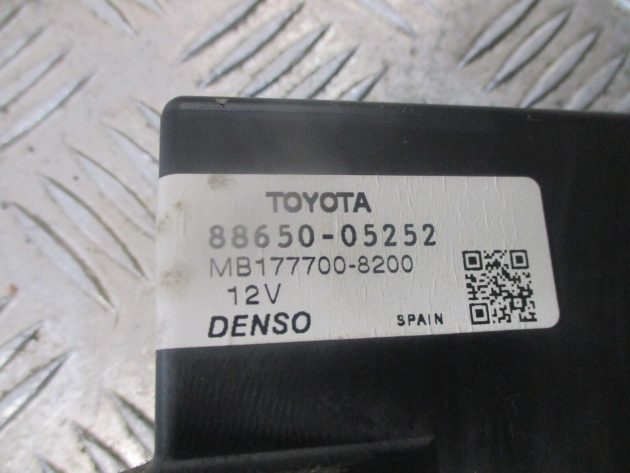 TOYOTA
88650-05252
MB177700-8200
12V
DENSO SPAIN